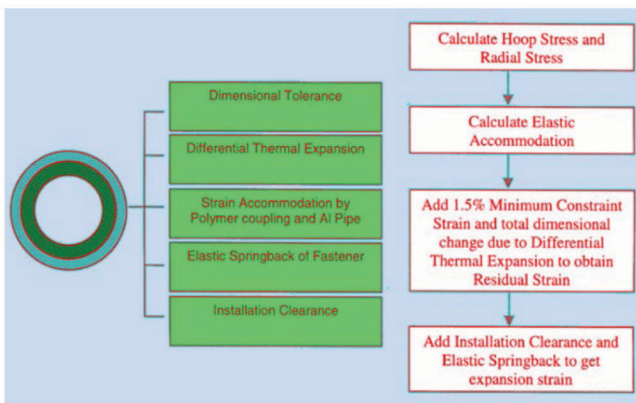 Dimensional Tolerance
Differential Thermal Expansion
Strain Accommodation by
Polymer coupling and Al Pipe
Elastic Springback of Fastener
Installation Clearance
Calculate Hoop Stress and
Radial Stress
Calculate Elastic
Accommodation
Add 1.5% Minimum Constraint
Strain and total dimensional
change due to Differential
Thermal Expansion to obtain
Residual Strain
Add Installation Clearance and
Elastic Springback to get
expansion strain